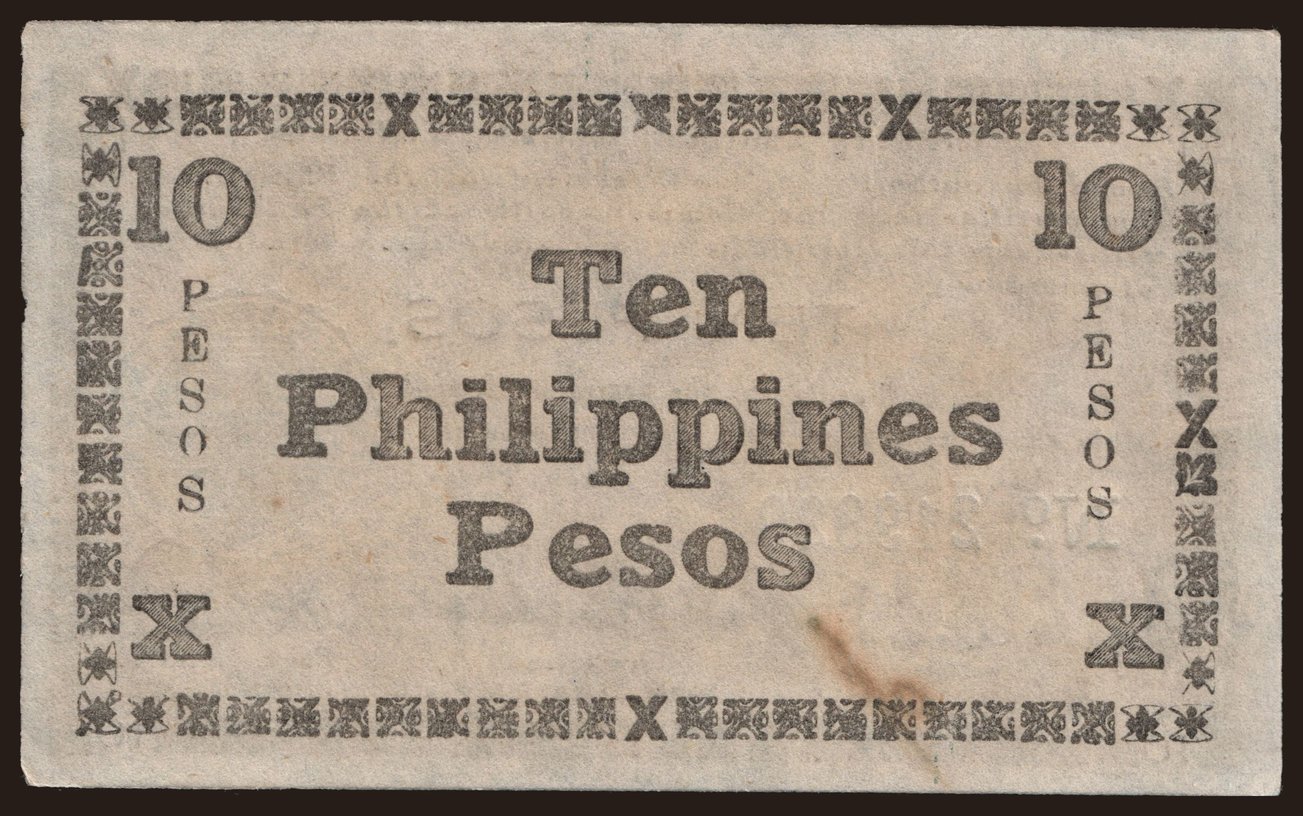 10
10
Ten
Philippines
Pesos
PESOS
PESOS
X
X